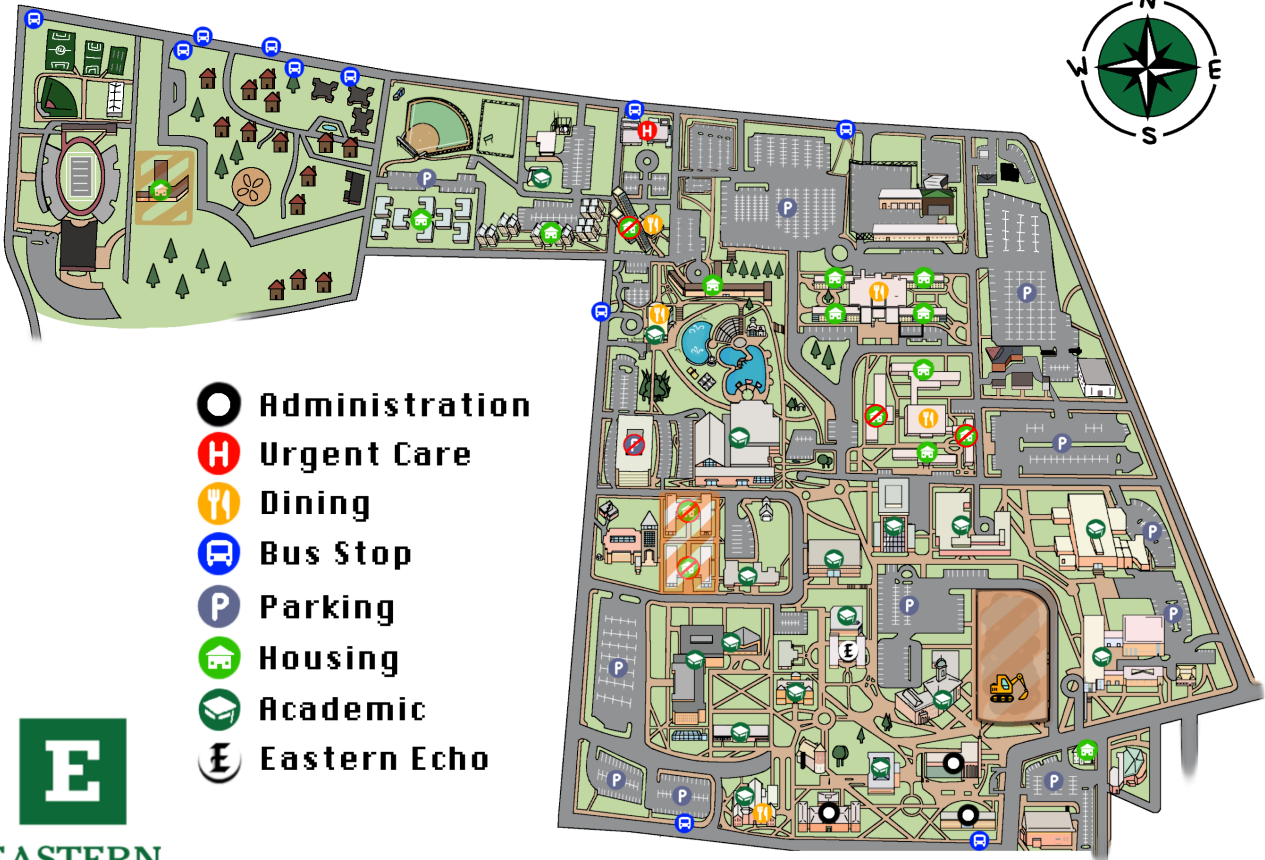 N
W
E
S
H
P
P
P
P
P
P
P
P
P
P
P
P
P
£
Administration
H
Urgent Care
Dining
Bus Stop
P
Parking
Housing
Academic
£
Eastern Echo
E
EASTERN